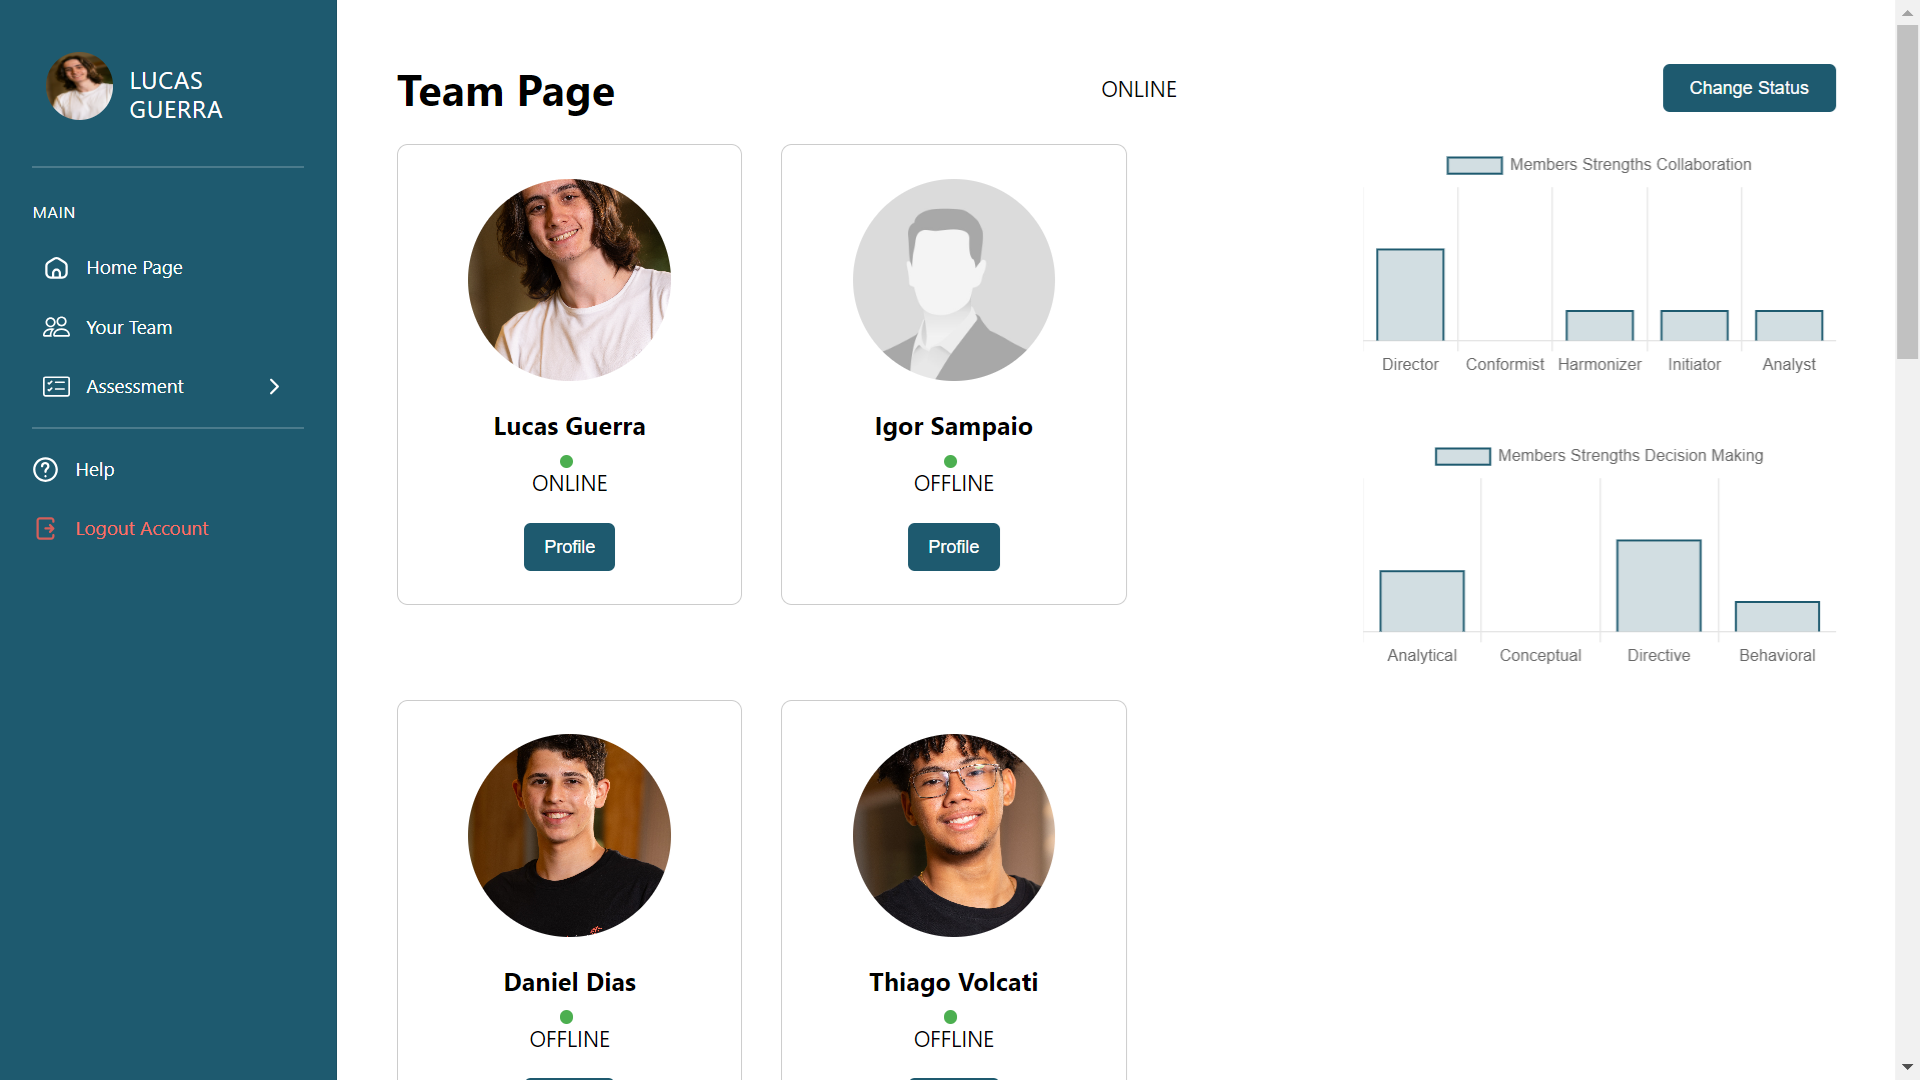 LUCAS
GUERRA
MAIN
Home Page
Your Team
Assessment
Help
Logout Account
Team Page
ONLINE
Change Status
Lucas Guerra
ONLINE
Profile
Igor Sampaio
OFFLINE
Profile
Daniel Dias
OFFLINE
Thiago Volcati
OFFLINE
Members Strengths Collaboration
Director Conformist Harmonizer Initiator Analyst
Members Strengths Decision Making
Analytical Conceptual Directive Behavioral